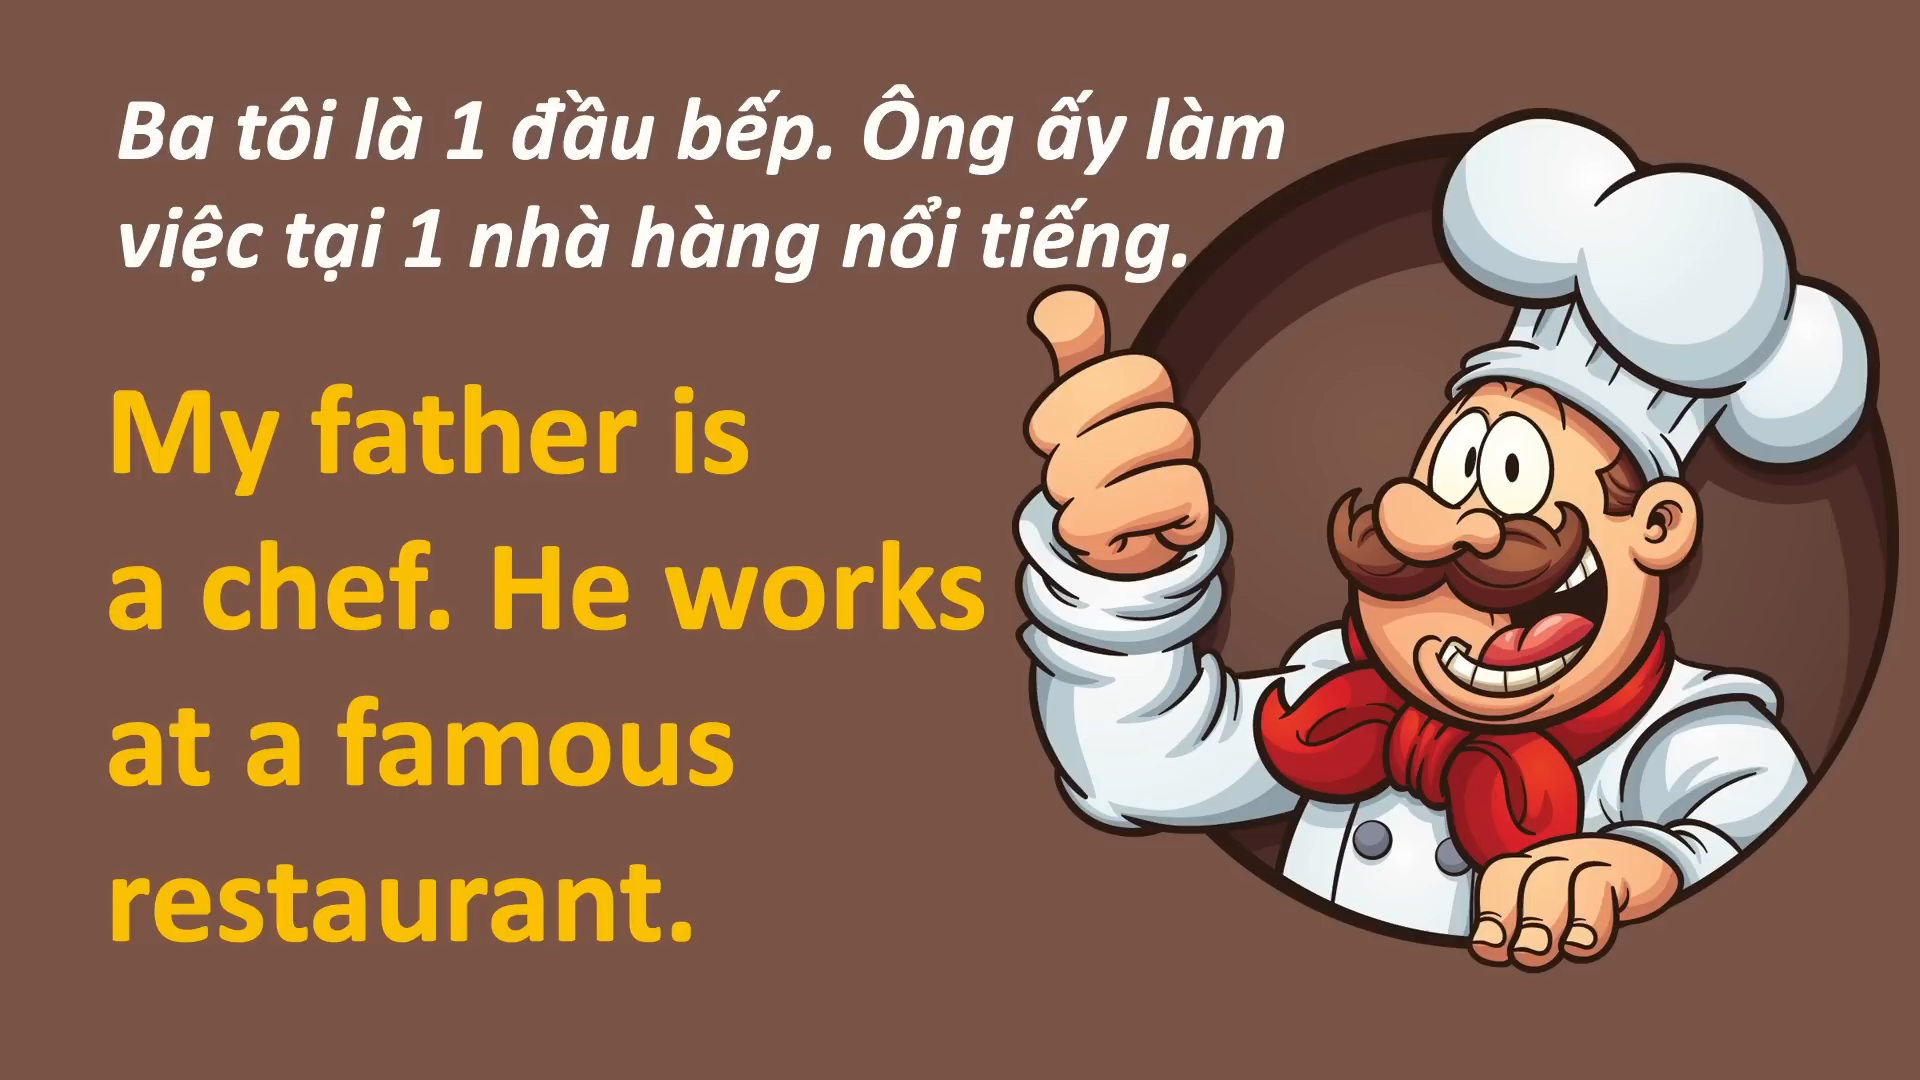 Ba tôi là 1 đầu bếp. Ông ấy làm
việc tại 1 nhà hàng nổi tiếng.
My father is
a chef. He works
at a famous
restaurant.